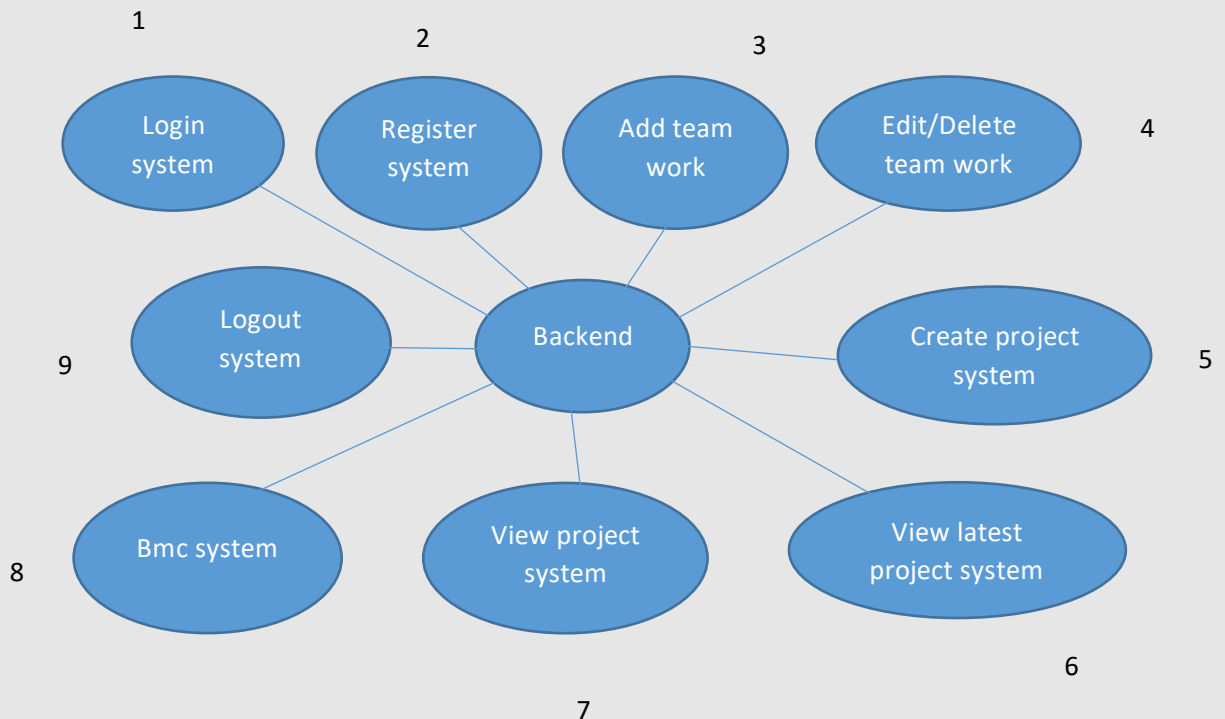 1
2
3
Login
system
Register
system
Add team
work
Edit/Delete
team work
4
Logout
system
Backend
Create project
system
9
5
Bmc system
View project
system
View latest
project system
8
6
7